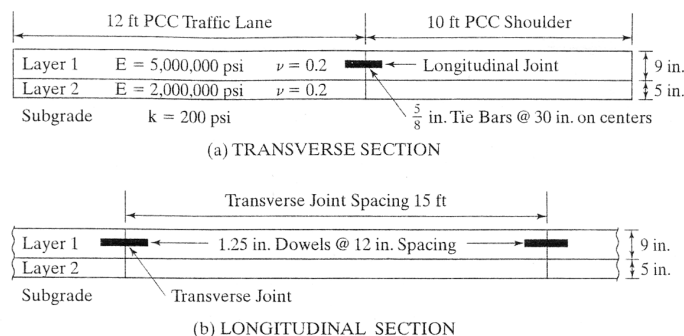 12 ft PCC Traffic Lane 10 ft PCC Shoulder
Layer 1 E = 5,000,000 psi ν = 0.2 Longitudinal Joint 9 in.
Layer 2 E = 2,000,000 psi ν = 0.2 5 in.
Subgrade k = 200 psi 5/8 in. Tie Bars @ 30 in. on centers
(a) TRANSVERSE SECTION
Transverse Joint Spacing 15 ft
Layer 1 1.25 in. Dowels @ 12 in. Spacing 9 in.
Layer 2 5 in.
Subgrade Transverse Joint
(b) LONGITUDINAL SECTION